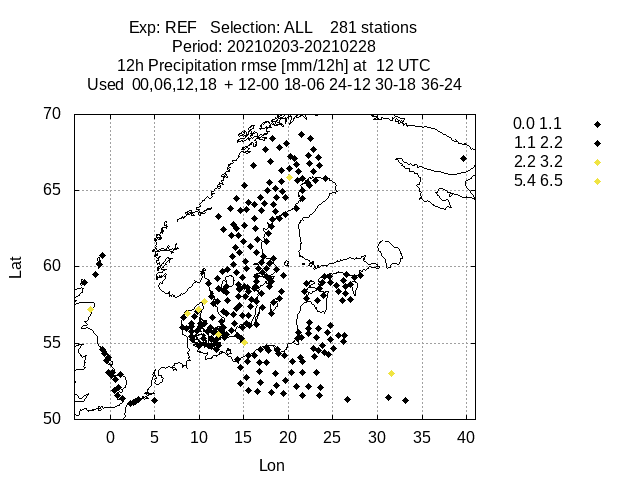 Exp: REF   Selection: ALL    281 stations
Period: 20210203-20210228
12h Precipitation rmse [mm/12h] at  12 UTC
Used  00,06,12,18  + 12-00 18-06 24-12 30-18 36-24
0.0 1.1
1.1 2.2
2.2 3.2
5.4 6.5
70
65
60
55
50
Lat
0 5 10 15 20 25 30 35 40
Lon